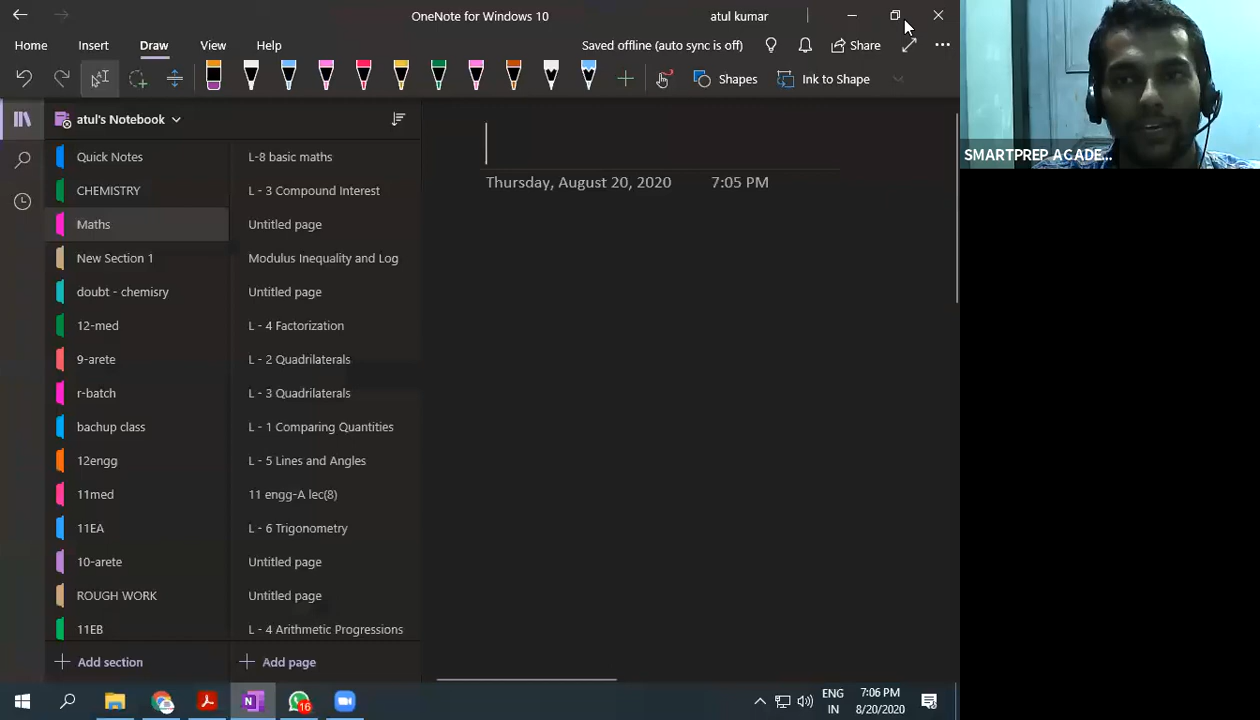 OneNote for Windows 10
atul kumar
Home Insert Draw View Help
Saved offline (auto sync is off)
Share
Shapes
Ink to Shape
atul's Notebook
Quick Notes
CHEMISTRY
Maths
New Section 1
doubt - chemisry
12-med
9-arete
r-batch
bachup class
12engg
11med
11EA
10-arete
ROUGH WORK
11EB
Add section
L-8 basic maths
L - 3 Compound Interest
Untitled page
Modulus Inequality and Log
Untitled page
L - 4 Factorization
L - 2 Quadrilaterals
L - 3 Quadrilaterals
L - 1 Comparing Quantities
L - 5 Lines and Angles
11 engg-A lec(8)
L - 6 Trigonometry
Untitled page
Untitled page
L - 4 Arithmetic Progressions
Add page
Thursday, August 20, 2020 7:05 PM
SMARTPREP ACADE...
N
16
ENG
IN
7:06 PM
8/20/2020